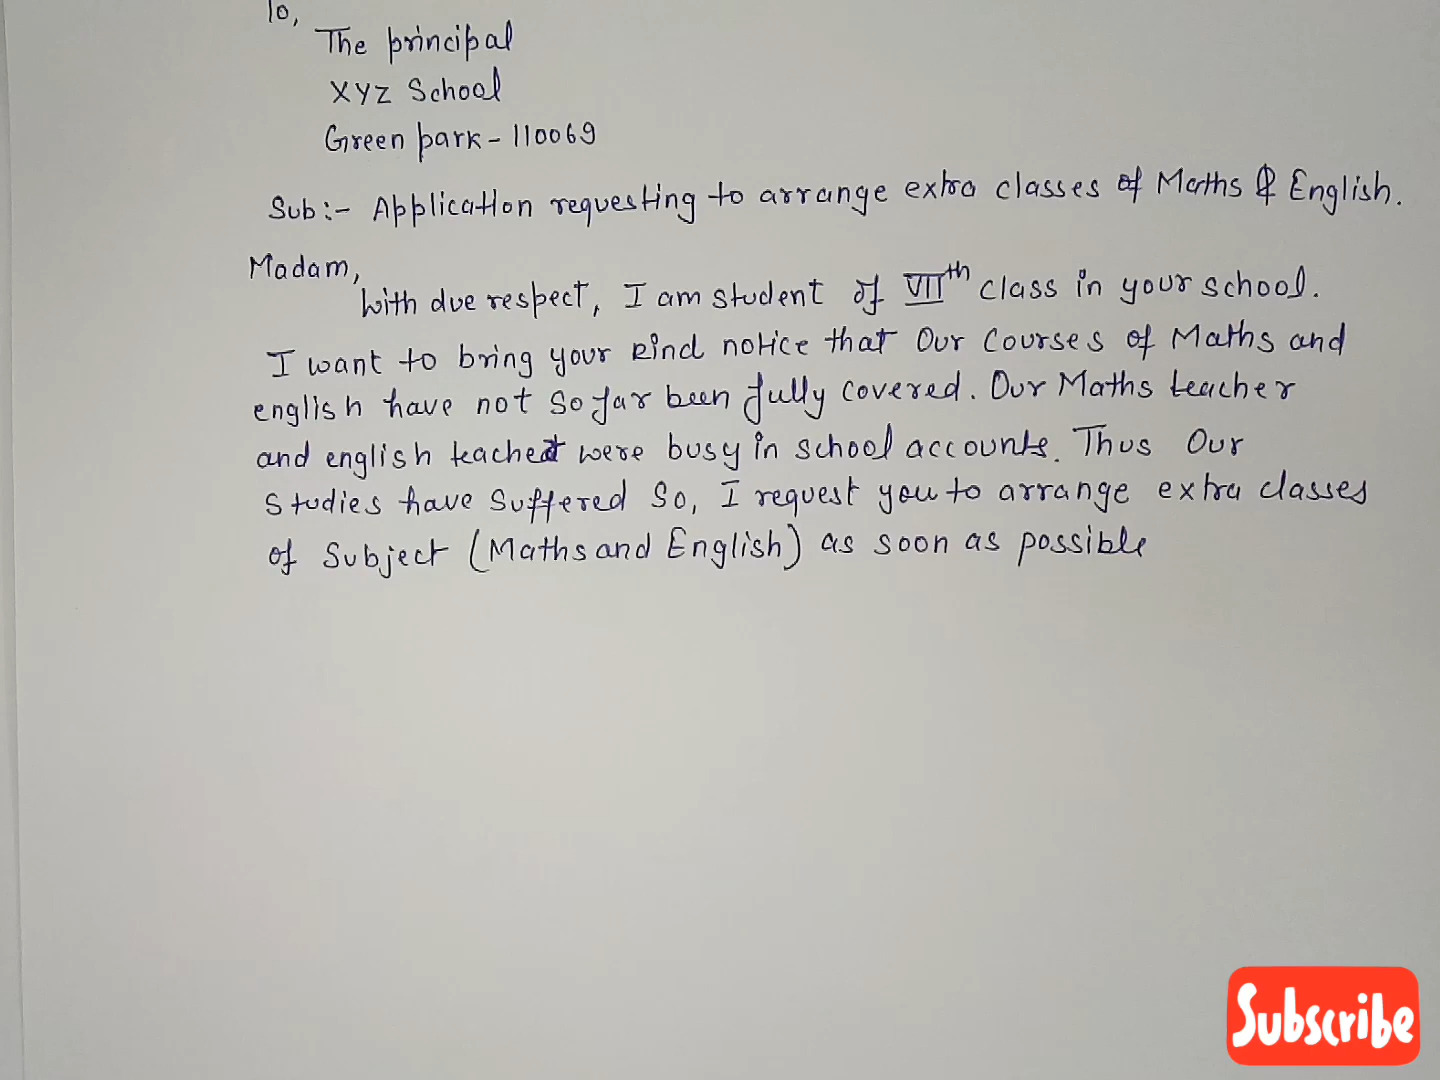 To,
The principal
XYZ School
Green park - 110069
Sub:- Application requesting to arrange extra classes of Maths & English.
Madam,
With due respect, I am student of VIIth class in your school.
I want to bring your kind notice that Our Courses of Maths and
english have not so far been fully covered. Our Maths teacher
and english teacher were busy in school accounts. Thus Our
Studies have Suffered So, I request you to arrange extra classes
of Subject (Maths and English) as soon as possible
Subscribe